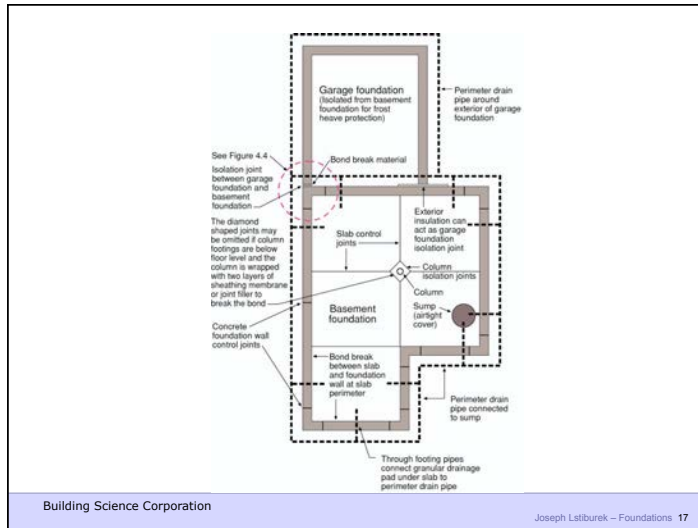 Garage foundation
(Isolated from basement
foundation for frost
heave protection)
Perimeter drain
pipe around
exterior of garage
foundation
See Figure 4.4
Isolation joint
between garage
foundation and
basement
foundation
Bond break material
The diamond
shaped joints may
be omitted if column
footings are below
floor level and the
column is wrapped
with two layers of
sheathing membrane
or joint filler to
break the bond
Slab control
joints
Exterior
insulation can
act as garage
foundation
isolation joint
Column
isolation joints
Column
Basement
foundation
Sump
(airtight
cover)
Concrete
foundation wall
control joints
Bond break
between slab
and foundation
wall at slab
perimeter
Perimeter drain
pipe connected
to sump
Through footing pipes
connect granular drainage
pad under slab to
perimeter drain pipe
Building Science Corporation
Joseph Lstiburek – Foundations 17